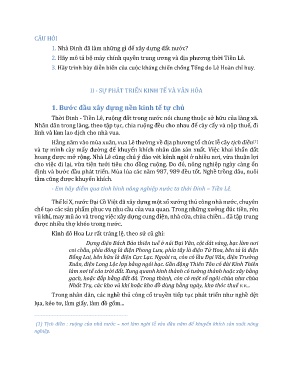 CÂU HỎI
1. Nhà Đinh đã làm những gì để xây dựng đất nước?
2. Hãy mô tả bộ máy chính quyền trung ương và địa phương thời Tiền Lê.
3. Hãy trình bày diễn biến của cuộc kháng chiến chống Tống do Lê Hoàn chỉ huy.
II - SỰ PHÁT TRIỂN KINH TẾ VÀ VĂN HÓA
1. Bước đầu xây dựng nền kinh tế tự chủ
Thời Đinh - Tiền Lê, ruộng đất trong nước nói chung thuộc sở hữu của làng xã.
Nhân dân trong làng, theo tập tục, chia ruộng đều cho nhau để cày cấy và nộp thuế, đi
lính và làm lao dịch cho nhà vua.
Hằng năm vào mùa xuân, vua Lê thường về địa phương tổ chức lễ cày tịch điền[1]
và tự mình cày mấy đường để khuyến khích nhân dân sản xuất. Việc khai khẩn đất
hoang được mở rộng. Nhà Lê cũng chú ý đào vét kênh ngòi ở nhiều nơi, vừa thuận lợi
cho việc đi lại, vừa tiện tưới tiêu cho đồng ruộng. Do đó, nông nghiệp ngày càng ổn
định và bước đầu phát triển. Mùa lúa các năm 987, 989 đều tốt. Nghề trồng dâu, nuôi
tằm cũng được khuyến khích.
- Em hãy điểm qua tình hình nông nghiệp nước ta thời Đinh – Tiền Lê.
Thế kỉ X, nước Đại Cồ Việt đã xây dựng một số xưởng thủ công nhà nước, chuyên
chế tạo các sản phẩm phục vụ nhu cầu của vua quan. Trong những xưởng đúc tiền, rèn
vũ khí, may mũ áo và trong việc xây dựng cung điện, nhà cửa, chùa chiền... đã tập trung
được nhiều thợ khéo trong nước.
Kinh đô Hoa Lư rất tráng lệ, theo sử cũ ghi:
Dựng điện Bách Bảo thiên tuế ở núi Đại Vân, cột dát vàng, bạc làm nơi
coi chầu, phía đông là điện Phong Lưu, phía tây là điện Tử Hoa, bên tả là điện
Bồng Lai, bên hữu là điện Cực Lạc. Ngoài ra, còn có lầu Đại Vân, điện Trường
Xuân, điện Long Lộc lợp bằng ngói bạc. Gần động Thiên Tôn có đài Kính Thiên
làm nơi tế cáo trời đất. Xung quanh kinh thành có tường thành hoặc xây bằng
gạch, hoặc đắp bằng đất đá. Trong thành, còn có một số ngôi chùa như chùa
Nhất Trụ, các kho vũ khí hoặc kho đồ dùng hằng ngày, kho thóc thuế v.v...
Trong nhân dân, các nghề thủ công cổ truyền tiếp tục phát triển như nghề dệt
lụa, kéo tơ, làm giấy, làm đồ gốm...
[1] Tịch điền : ruộng của nhà nước – nơi làm nghi lễ vào đầu năm để khuyến khích sản xuất nông
nghiệp.